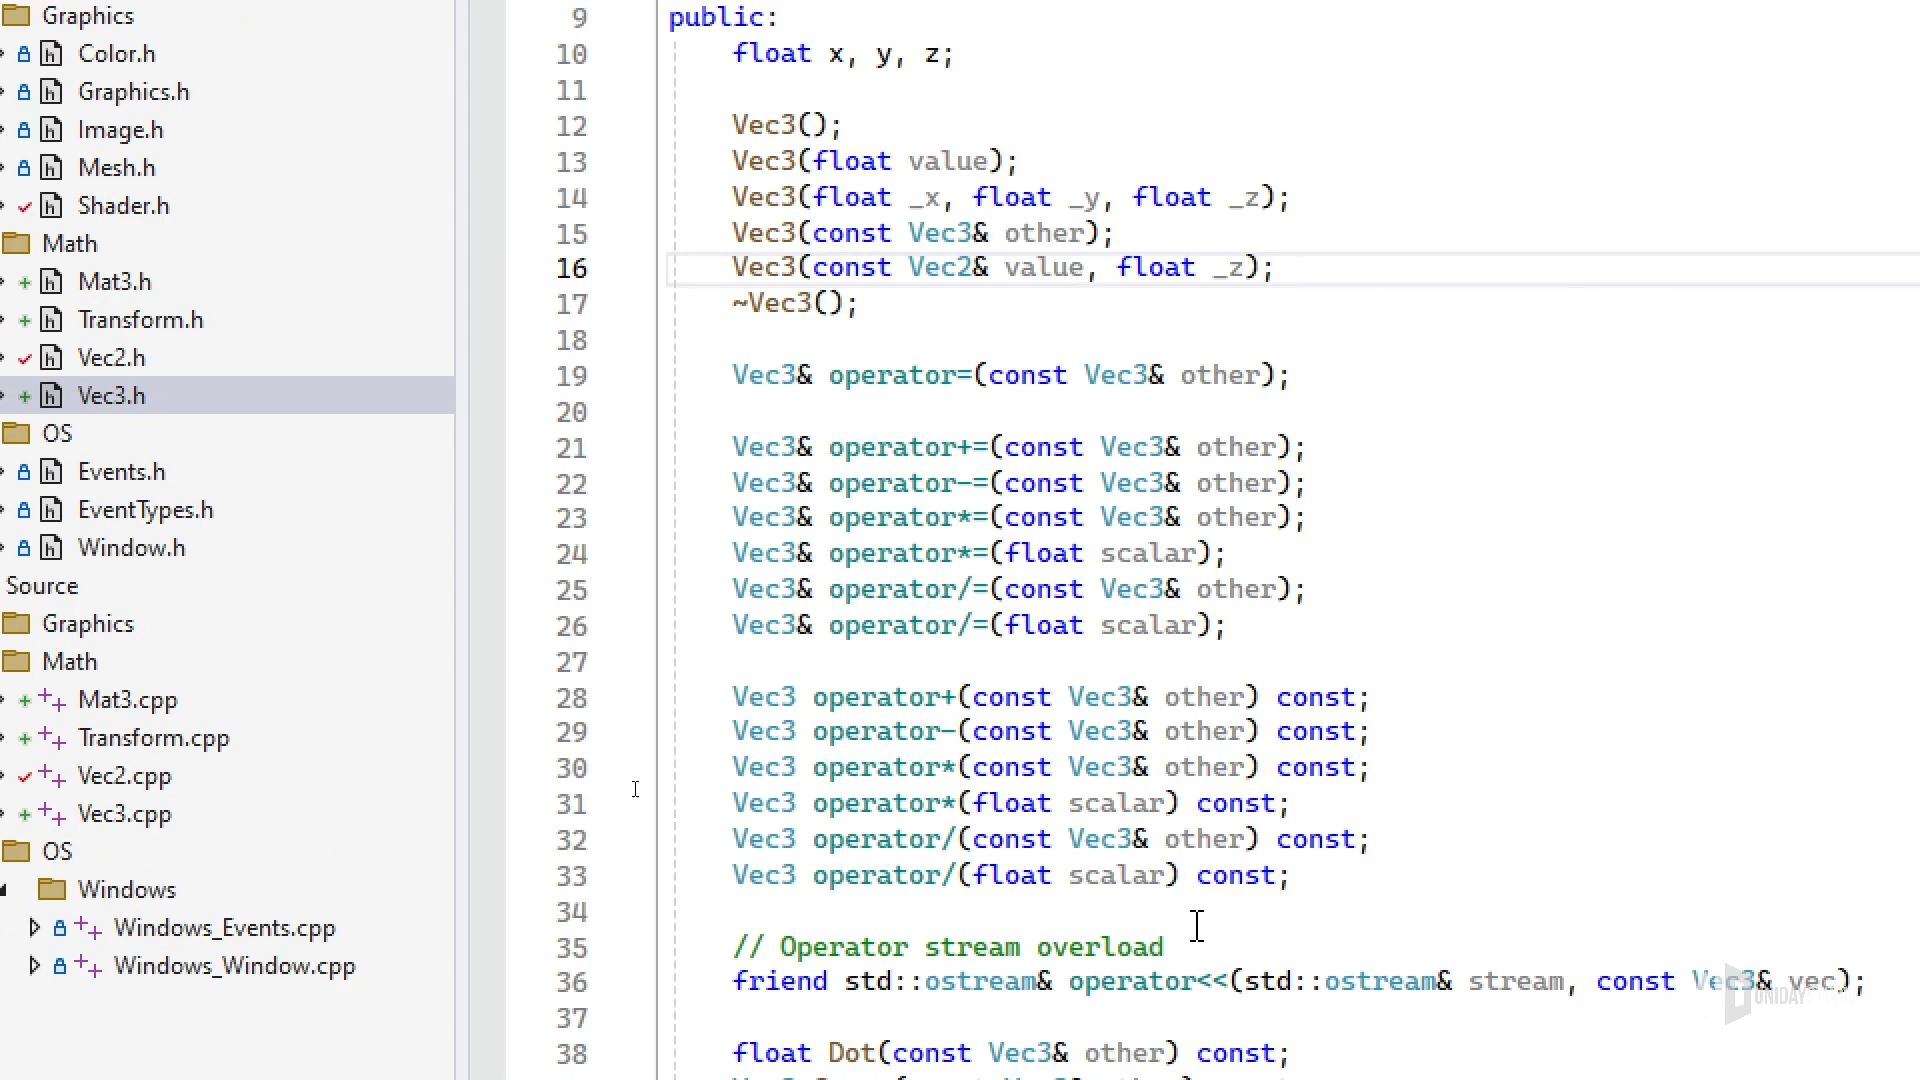 Graphics
Color.h
Graphics.h
Image.h
Mesh.h
Shader.h
Math
Mat3.h
Transform.h
Vec2.h
Vec3.h
OS
Events.h
EventTypes.h
Window.h
Source
Graphics
Math
Mat3.cpp
Transform.cpp
Vec2.cpp
Vec3.cpp
OS
Windows
Windows_Events.cpp
Windows_Window.cpp
9 public:
10 float x, y, z;
11
12 Vec3();
13 Vec3(float value);
14 Vec3(float _x, float _y, float _z);
15 Vec3(const Vec3& other);
16 Vec3(const Vec2& value, float _z);
17 ~Vec3();
18
19 Vec3& operator=(const Vec3& other);
20
21 Vec3& operator+=(const Vec3& other);
22 Vec3& operator-=(const Vec3& other);
23 Vec3& operator*=(const Vec3& other);
24 Vec3& operator*=(float scalar);
25 Vec3& operator/=(const Vec3& other);
26 Vec3& operator/=(float scalar);
27
28 Vec3 operator+(const Vec3& other) const;
29 Vec3 operator-(const Vec3& other) const;
30 Vec3 operator*(const Vec3& other) const;
31 Vec3 operator*(float scalar) const;
32 Vec3 operator/(const Vec3& other) const;
33 Vec3 operator/(float scalar) const;
34
35 // Operator stream overload
36 friend std::ostream& operator<<(std::ostream& stream, const Vec3& vec);
37
38 float Dot(const Vec3& other) const;